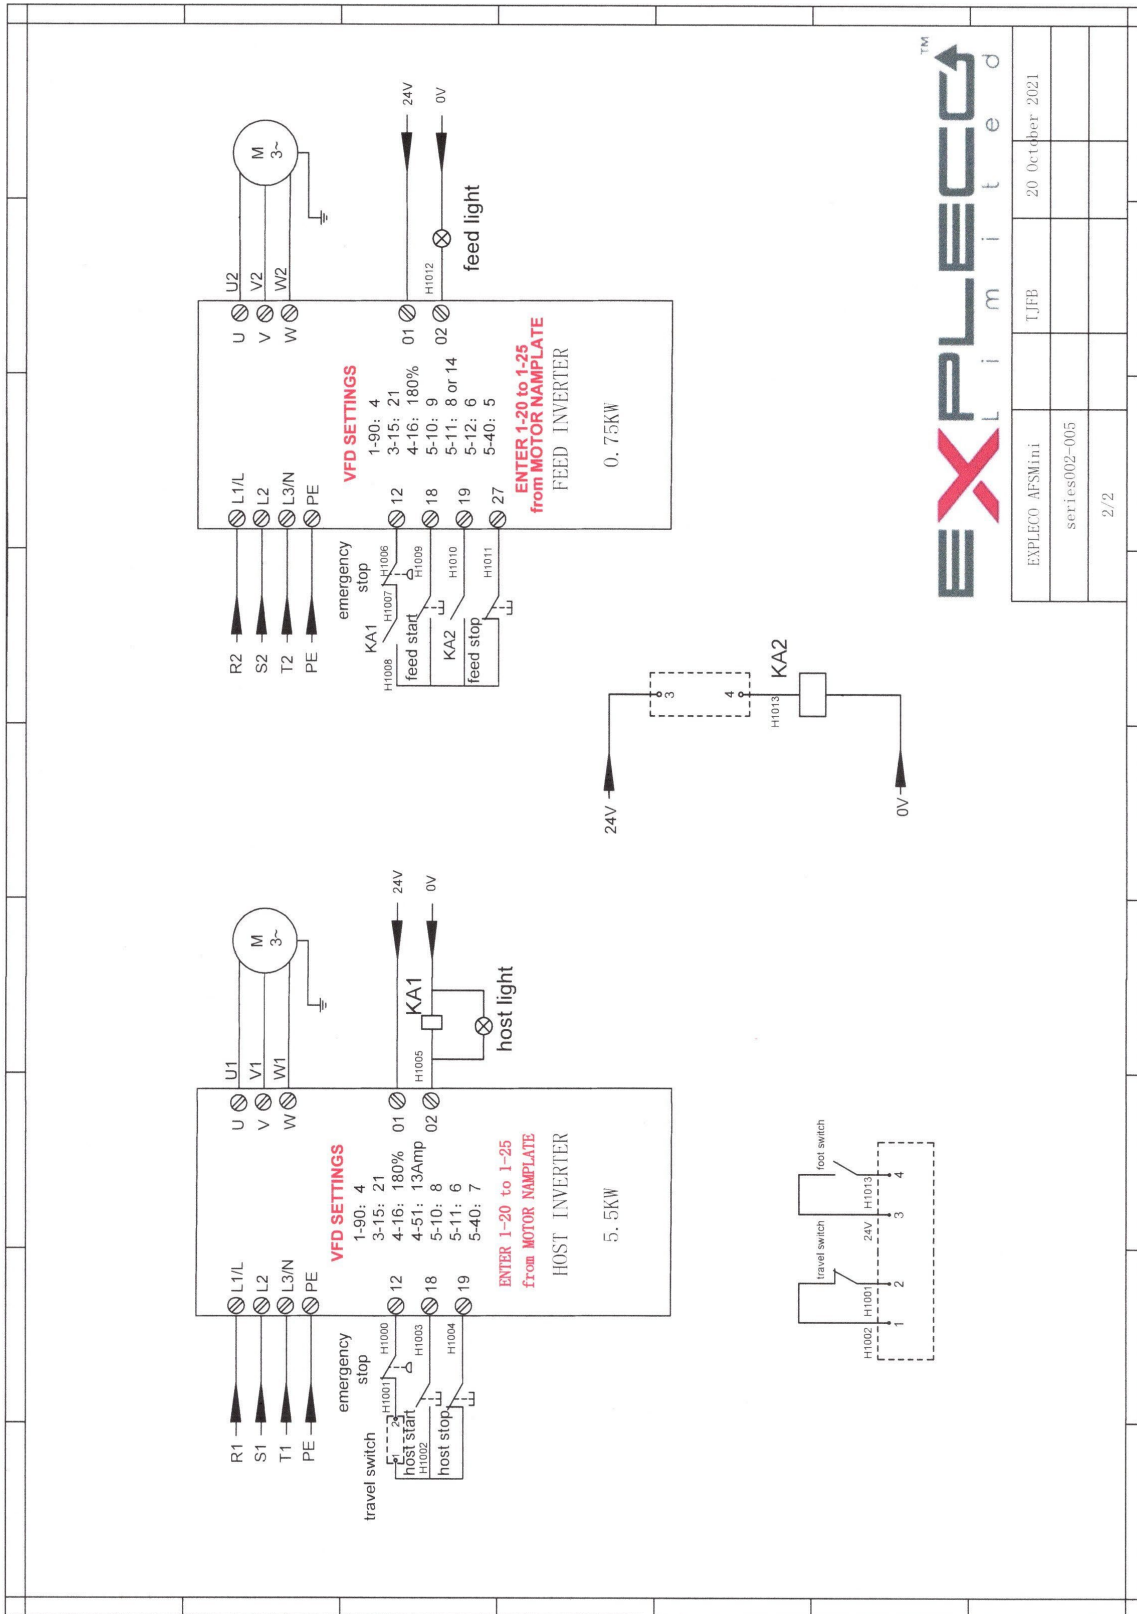 R1
S1
T1
PE
L1/L
L2
L3/N
PE
U
V
W
U1
V1
W1
M
3~
VFD SETTINGS
1-90: 4
3-15: 21
4-16: 180%
4-51: 13Amp
5-10: 8
5-11: 6
5-40: 7
ENTER 1-20 to 1-25
from MOTOR NAMPLATE
HOST INVERTER
5.5KW
emergency
stop
travel switch
1
2
H1001
H1000
12
host start
H1002
H1003
18
host stop
H1004
19
01
24V
02
H1005
KA1
0V
host light
R2
S2
T2
PE
L1/L
L2
L3/N
PE
U
V
W
U2
V2
W2
M
3~
VFD SETTINGS
1-90: 4
3-15: 21
4-16: 180%
5-10: 9
5-11: 8 or 14
5-12: 6
5-40: 5
ENTER 1-20 to 1-25
from MOTOR NAMPLATE
FEED INVERTER
0.75KW
emergency
stop
KA1
H1008
H1007
H1006
12
feed start
H1009
18
KA2
H1010
19
feed stop
H1011
27
01
24V
02
H1012
0V
feed light
travel switch
foot switch
H1002
H1001
24V
H1013
1
2
3
4
24V
3
4
H1013
KA2
0V
EXPLECO
TM
Limited
EXPLECO AFSMini
TJFB
20 October 2021
series002-005
2/2